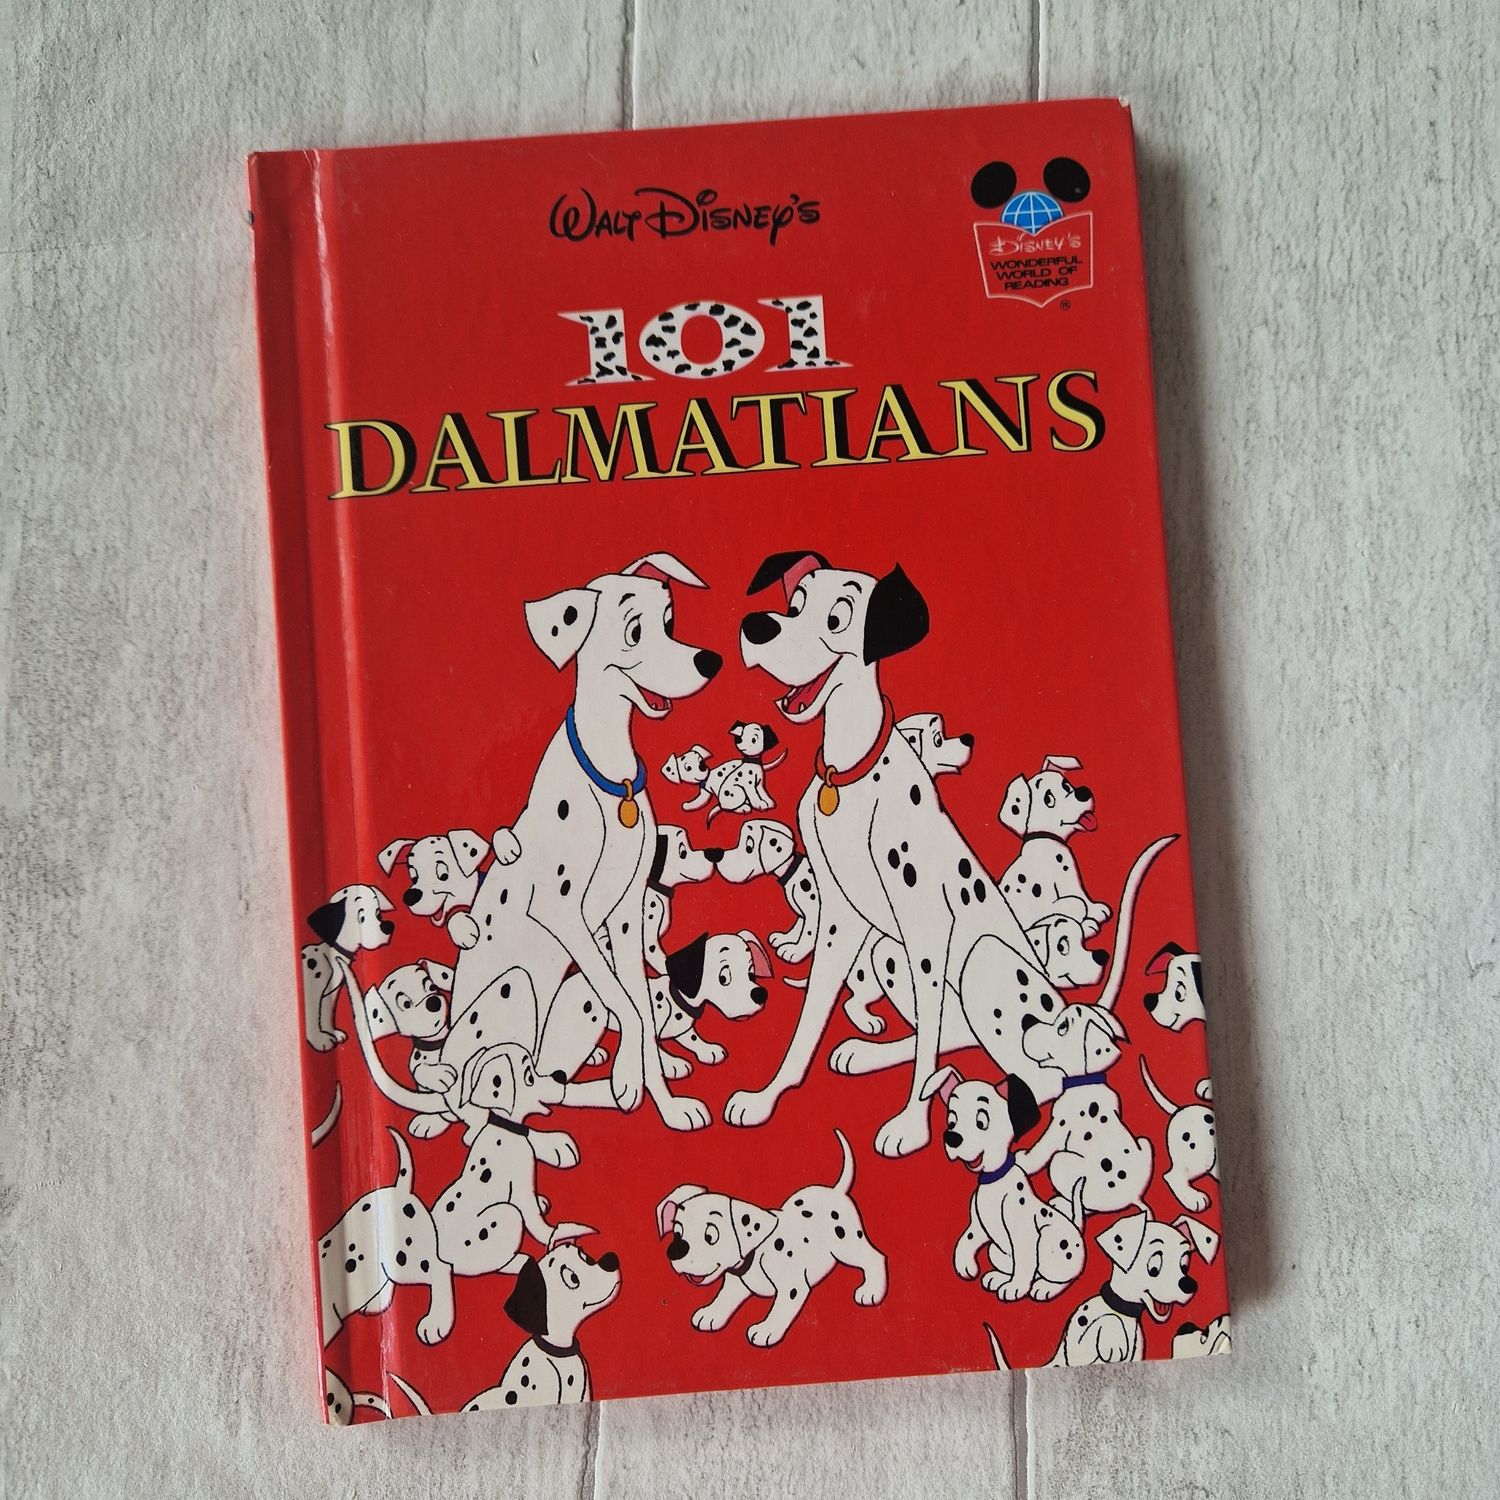 WALT DISNEY'S
DISNEY'S
WONDERFUL
WORLD OF
READING
®
101
DALMATIANS